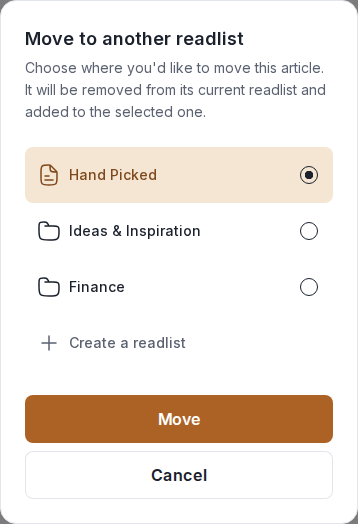 Move to another readlist
Choose where you'd like to move this article.
It will be removed from its current readlist and
added to the selected one.
Hand Picked
Ideas & Inspiration
Finance
Create a readlist
Move
Cancel